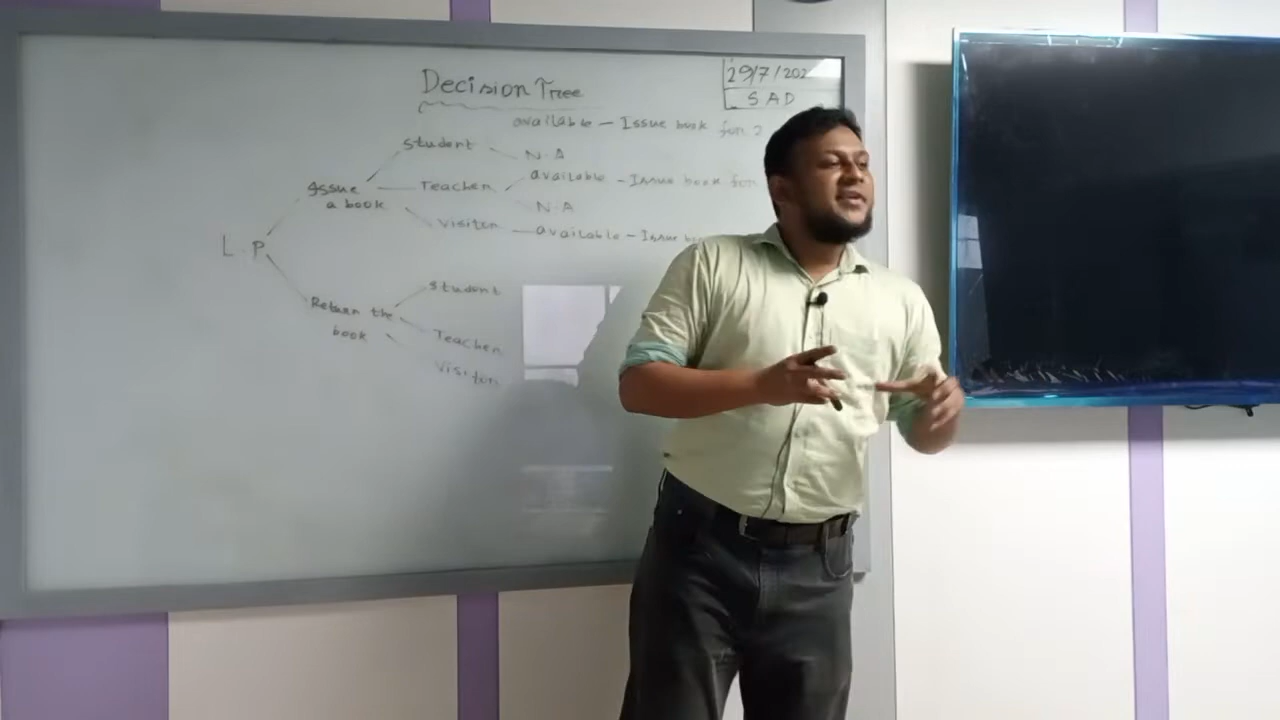 Decision Tree
29/7/202
SAD
available - Issue book for 2
Student
N.A
available - Issue book for
Issue
a book
Teacher
N.A
Visitor
available - Issue
L.P
Return the
book
Student
Teacher
Visitor